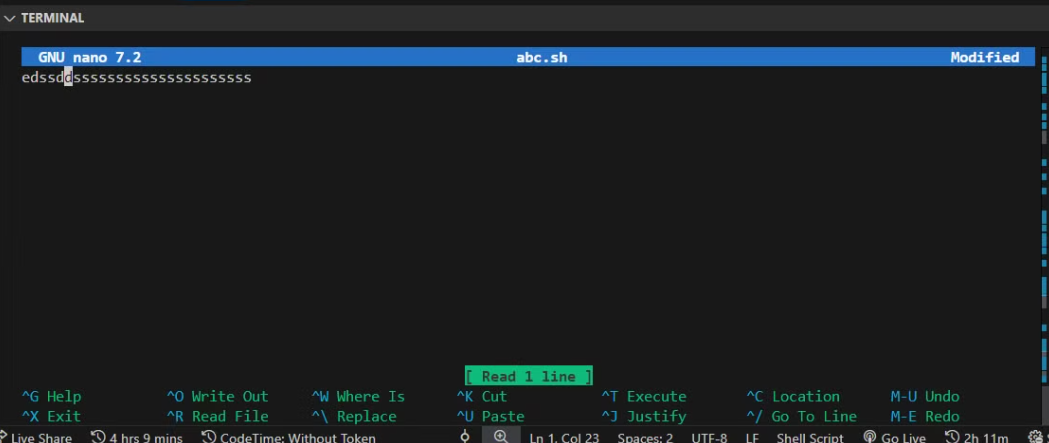 TERMINAL
GNU nano 7.2 abc.sh Modified
edssddsssssssssssssssssssss
[ Read 1 line ]
^G Help ^O Write Out ^W Where Is ^K Cut ^T Execute ^C Location M-U Undo
^X Exit ^R Read File ^\ Replace ^U Paste ^J Justify ^/ Go To Line M-E Redo
Live Share 4 hrs 9 mins CodeTime: Without Token Ln 1, Col 23 Spaces: 2 UTF-8 LF Shell Script Go Live 2h 11m